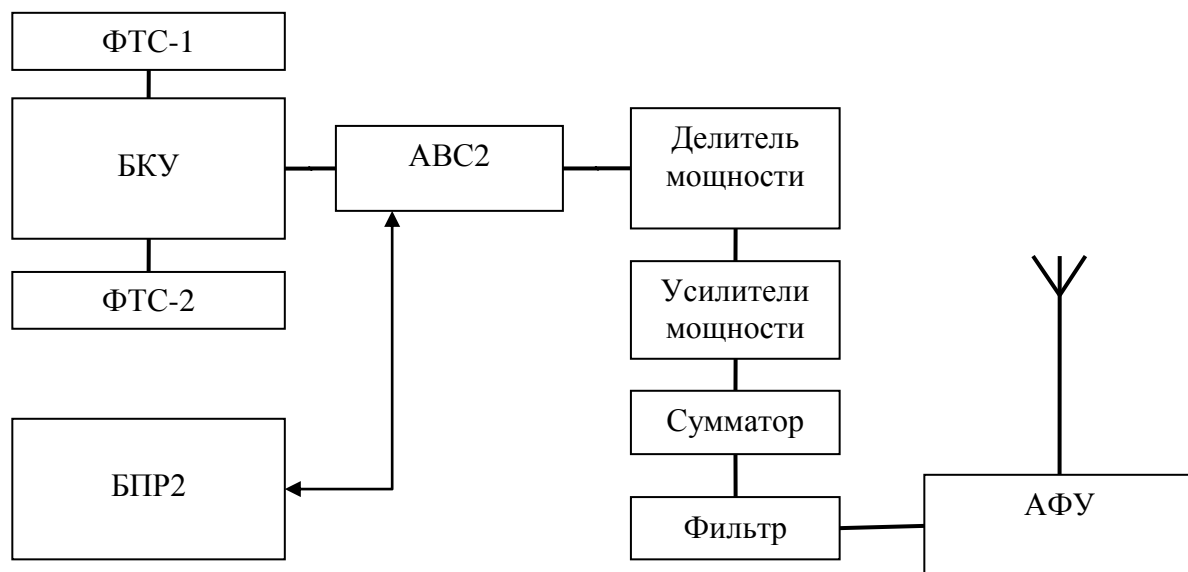 ФТС-1
БКУ
ФТС-2
АВС2
БПР2
Делитель
мощности
Усилители
мощности
Сумматор
Фильтр
АФУ